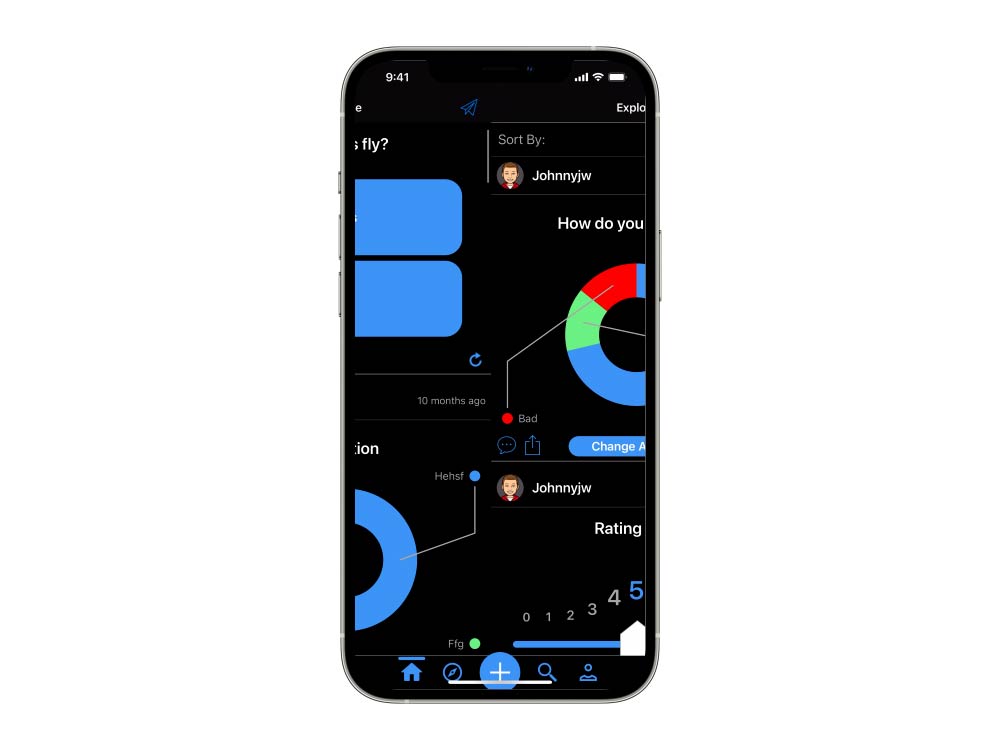 9:41
e
Explo
s fly?
Sort By:
Johnnyjw
How do you
s
10 months ago
Bad
Change A
tion
Hehsf
Johnnyjw
Rating
0 1 2 3 4 5
Ffg